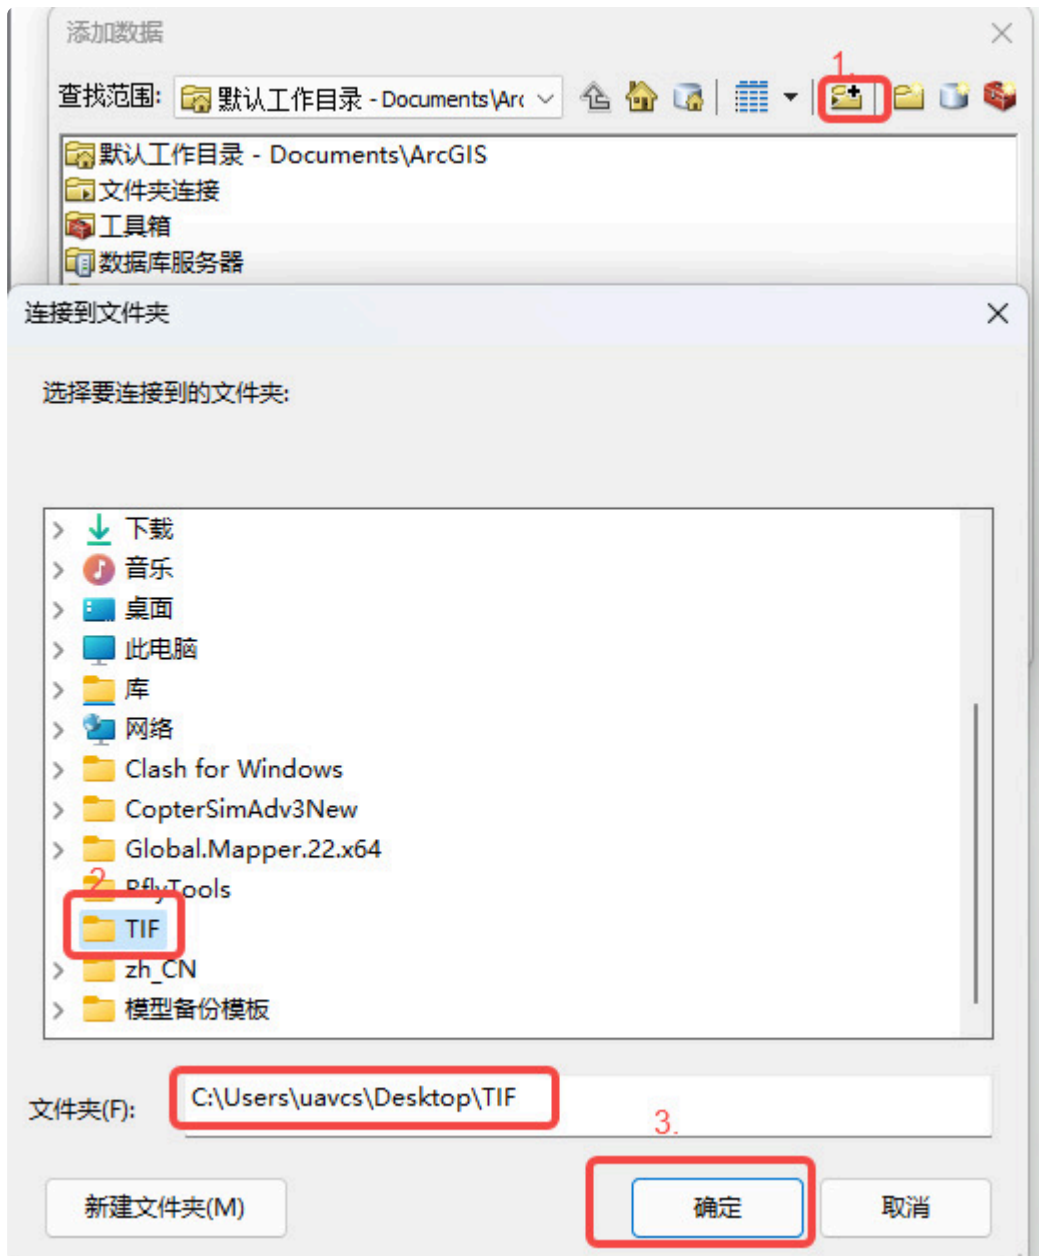 添加数据
1.
查找范围: 默认工作目录 - Documents\Arc
默认工作目录 - Documents\ArcGIS
文件夹连接
工具箱
数据库服务器
连接到文件夹
选择要连接到的文件夹:
下载
音乐
桌面
此电脑
库
网络
Clash for Windows
CopterSimAdv3New
Global.Mapper.22.x64
2.
RflyTools
TIF
zh_CN
模型备份模板
文件夹(F): C:\Users\uavcs\Desktop\TIF
3.
新建文件夹(M) 确定 取消